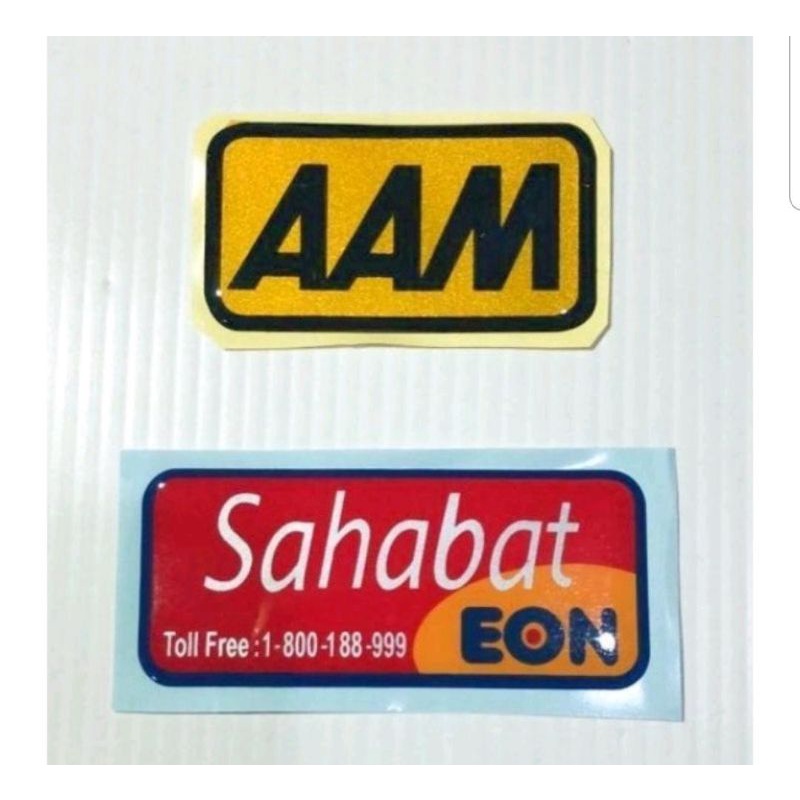 AAM
Sahabat
Toll Free :1-800-188-999
EON